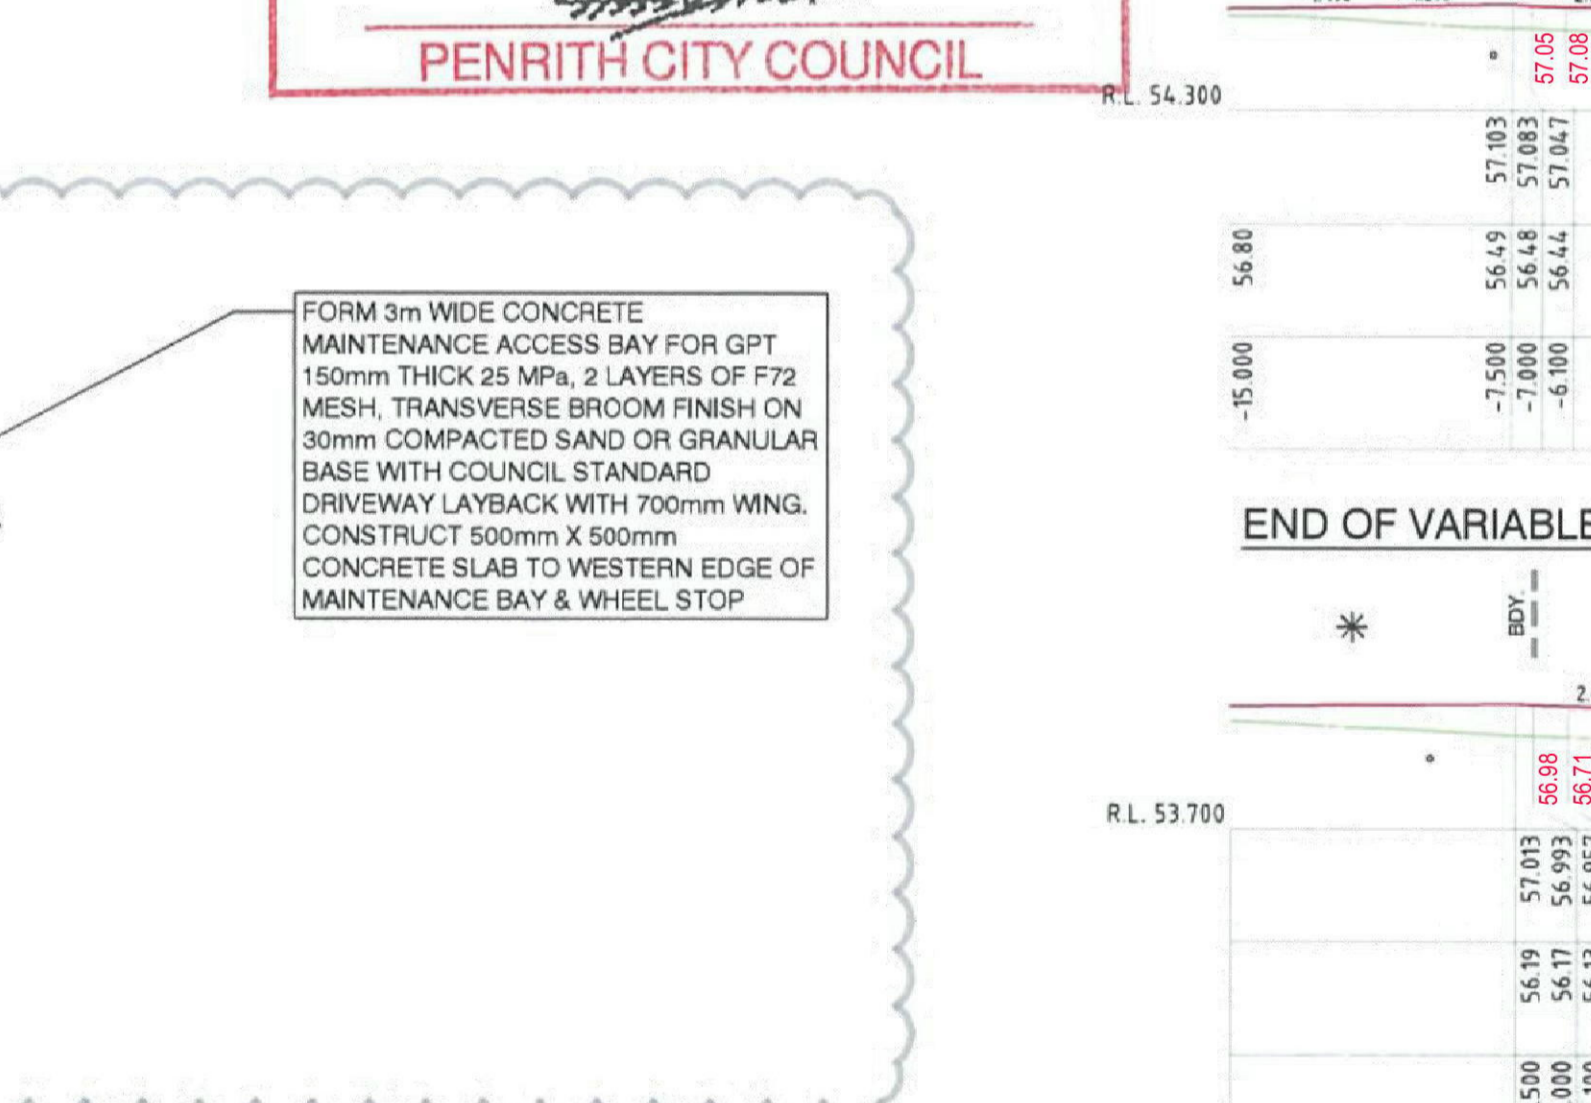 PENRITH CITY COUNCIL
FORM 3m WIDE CONCRETE
MAINTENANCE ACCESS BAY FOR GPT
150mm THICK 25 MPa, 2 LAYERS OF F72
MESH, TRANSVERSE BROOM FINISH ON
30mm COMPACTED SAND OR GRANULAR
BASE WITH COUNCIL STANDARD
DRIVEWAY LAYBACK WITH 700mm WING.
CONSTRUCT 500mm X 500mm
CONCRETE SLAB TO WESTERN EDGE OF
MAINTENANCE BAY & WHEEL STOP
57.05
57.08
R.L. 54.300
57.103
57.083
57.047
56.80
56.49
56.48
56.44
-15.000
-7.500
-7.000
-6.100
END OF VARIABLE
BDY.
2.
56.98
56.71
R.L. 53.700
57.013
56.993
56.19
56.17
.500
.000